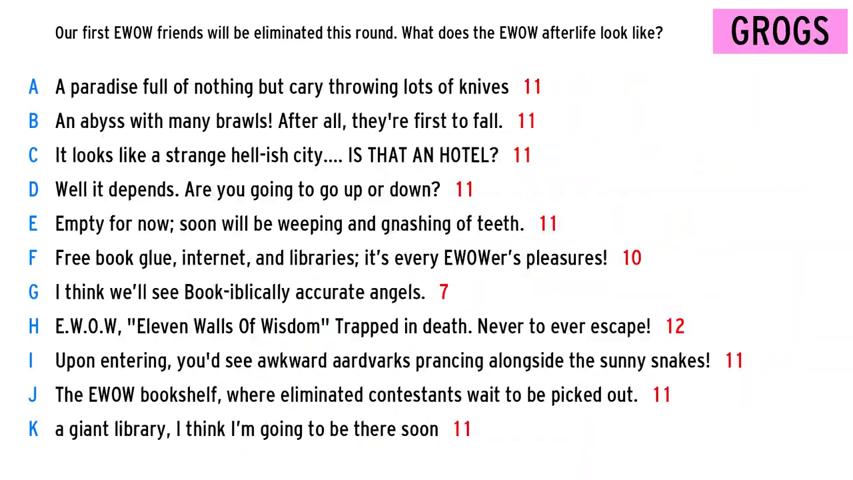 Our first EWOW friends will be eliminated this round. What does the EWOW afterlife look like?
GROGS
A A paradise full of nothing but cary throwing lots of knives 11
B An abyss with many brawls! After all, they're first to fall. 11
C It looks like a strange hell-ish city.... IS THAT AN HOTEL? 11
D Well it depends. Are you going to go up or down? 11
E Empty for now; soon will be weeping and gnashing of teeth. 11
F Free book glue, internet, and libraries; it's every EWOWer's pleasures! 10
G I think we'll see Book-iblically accurate angels. 7
H E.W.O.W, "Eleven Walls Of Wisdom" Trapped in death. Never to ever escape! 12
I Upon entering, you'd see awkward aardvarks prancing alongside the sunny snakes! 11
J The EWOW bookshelf, where eliminated contestants wait to be picked out. 11
K a giant library, I think I'm going to be there soon 11